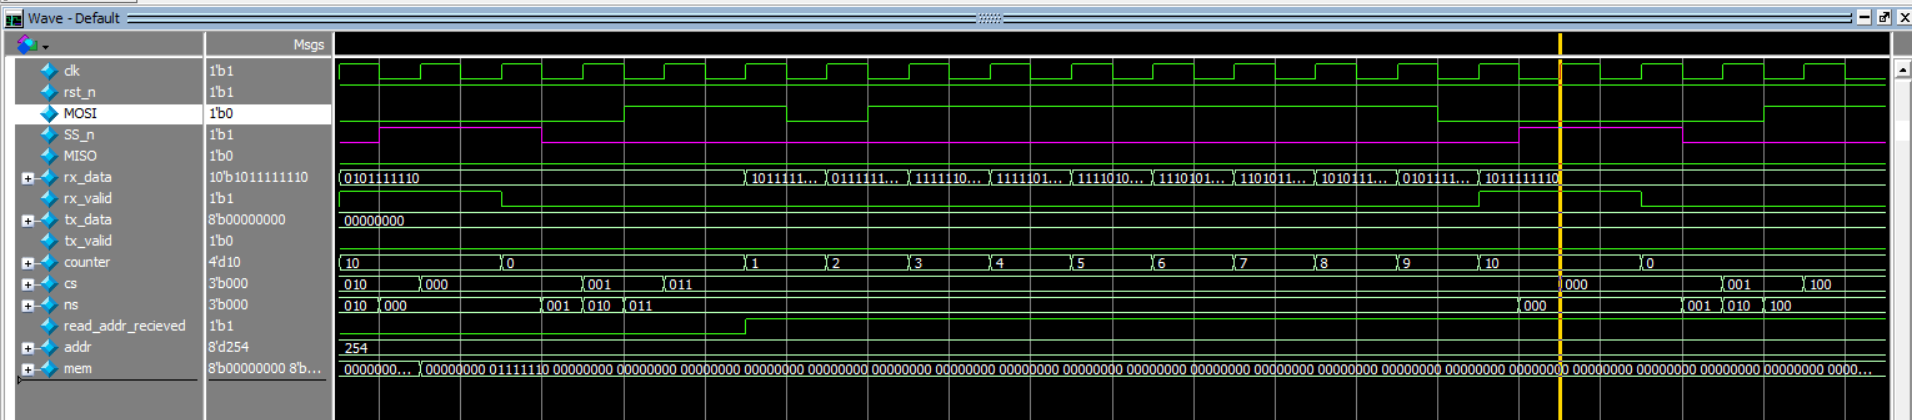 Wave - Default
Msgs
clk 1'b1
rst_n 1'b1
MOSI 1'b0
SS_n 1'b1
MISO 1'b0
rx_data 10'b1011111110 0101111110 1011111... 0111111... 1111110... 1111101... 1111010... 1110101... 1101011... 1010111... 0101111... 1011111110
rx_valid 1'b1
tx_data 8'b00000000 00000000
tx_valid 1'b0
counter 4'd10 10 0 1 2 3 4 5 6 7 8 9 10 0
cs 3'b000 010 000 001 011 000 001 100
ns 3'b000 010 000 001 010 011 000 001 010 100
read_addr_recieved 1'b1
addr 8'd254 254
mem 8'b00000000 8'b... 0000000... 00000000 01111110 00000000 00000000 00000000 00000000 00000000 00000000 00000000 00000000 00000000 00000000 00000000 00000000 00000000 00000000 00000000 00000000 00000000 0000...